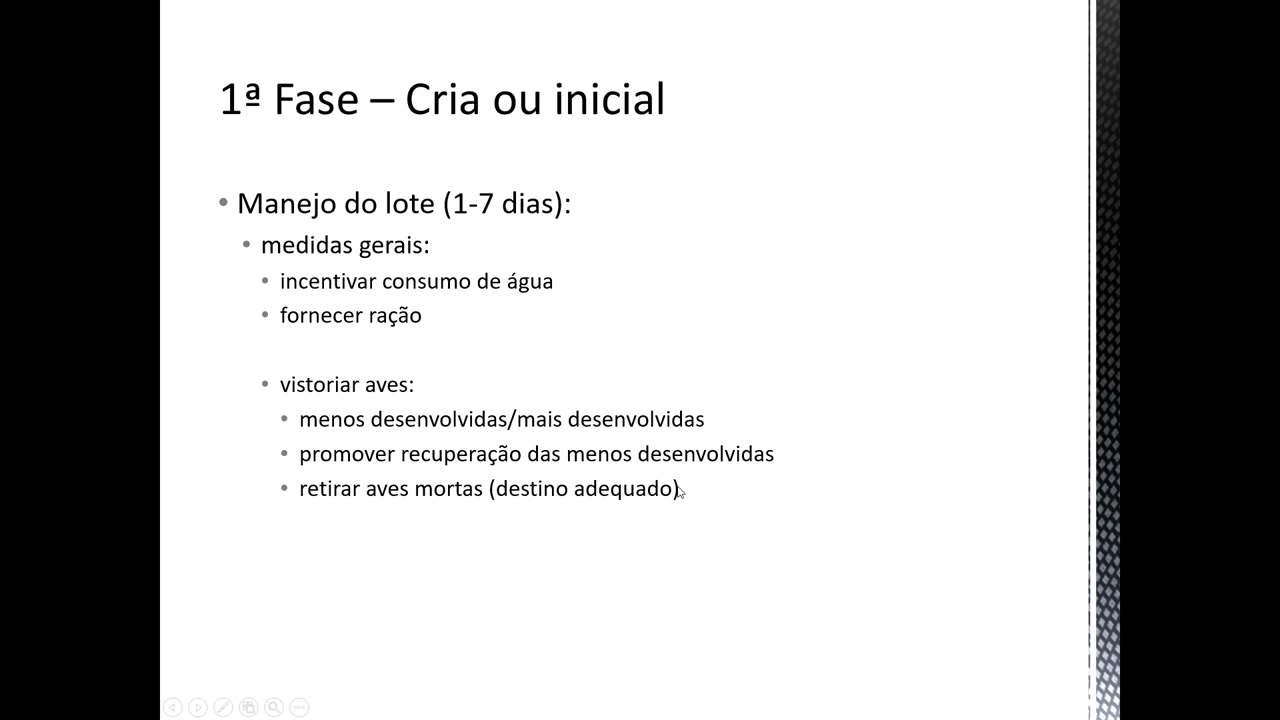 1ª Fase – Cria ou inicial
• Manejo do lote (1-7 dias):
• medidas gerais:
• incentivar consumo de água
• fornecer ração
• vistoriar aves:
• menos desenvolvidas/mais desenvolvidas
• promover recuperação das menos desenvolvidas
• retirar aves mortas (destino adequado)